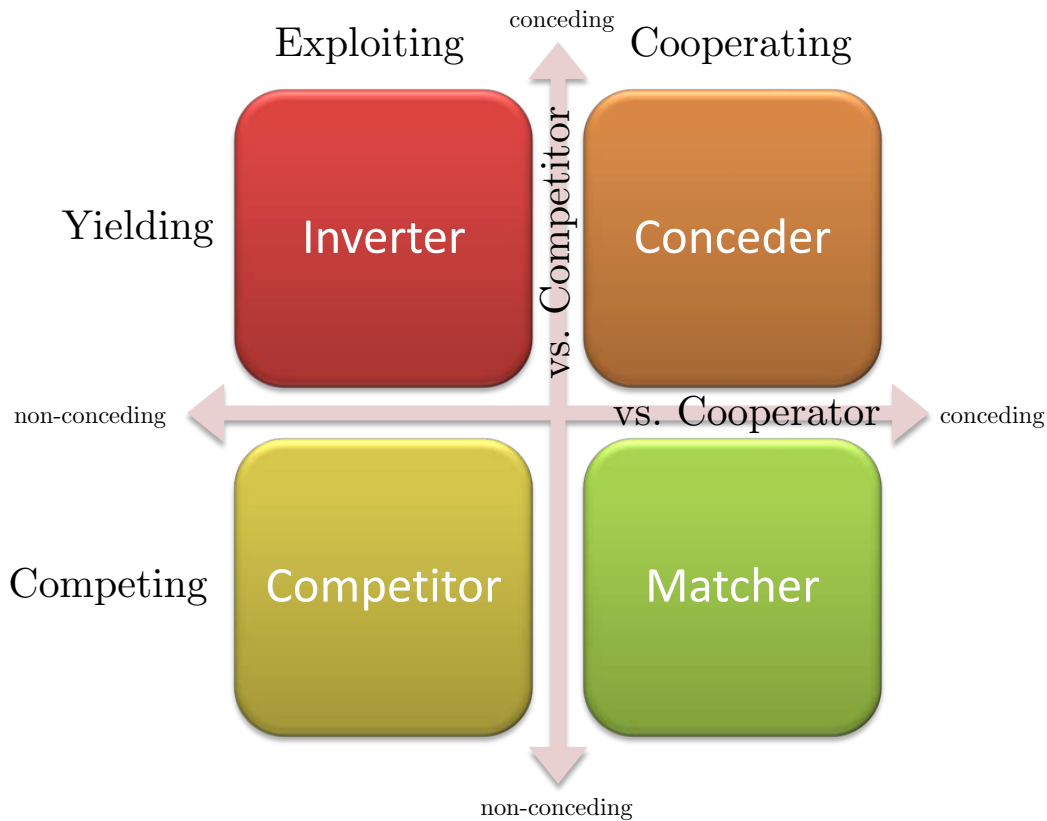 conceding
Exploiting
Cooperating
vs. Competitor
Yielding
Inverter
Conceder
non-conceding
vs. Cooperator
conceding
Competing
Competitor
Matcher
non-conceding